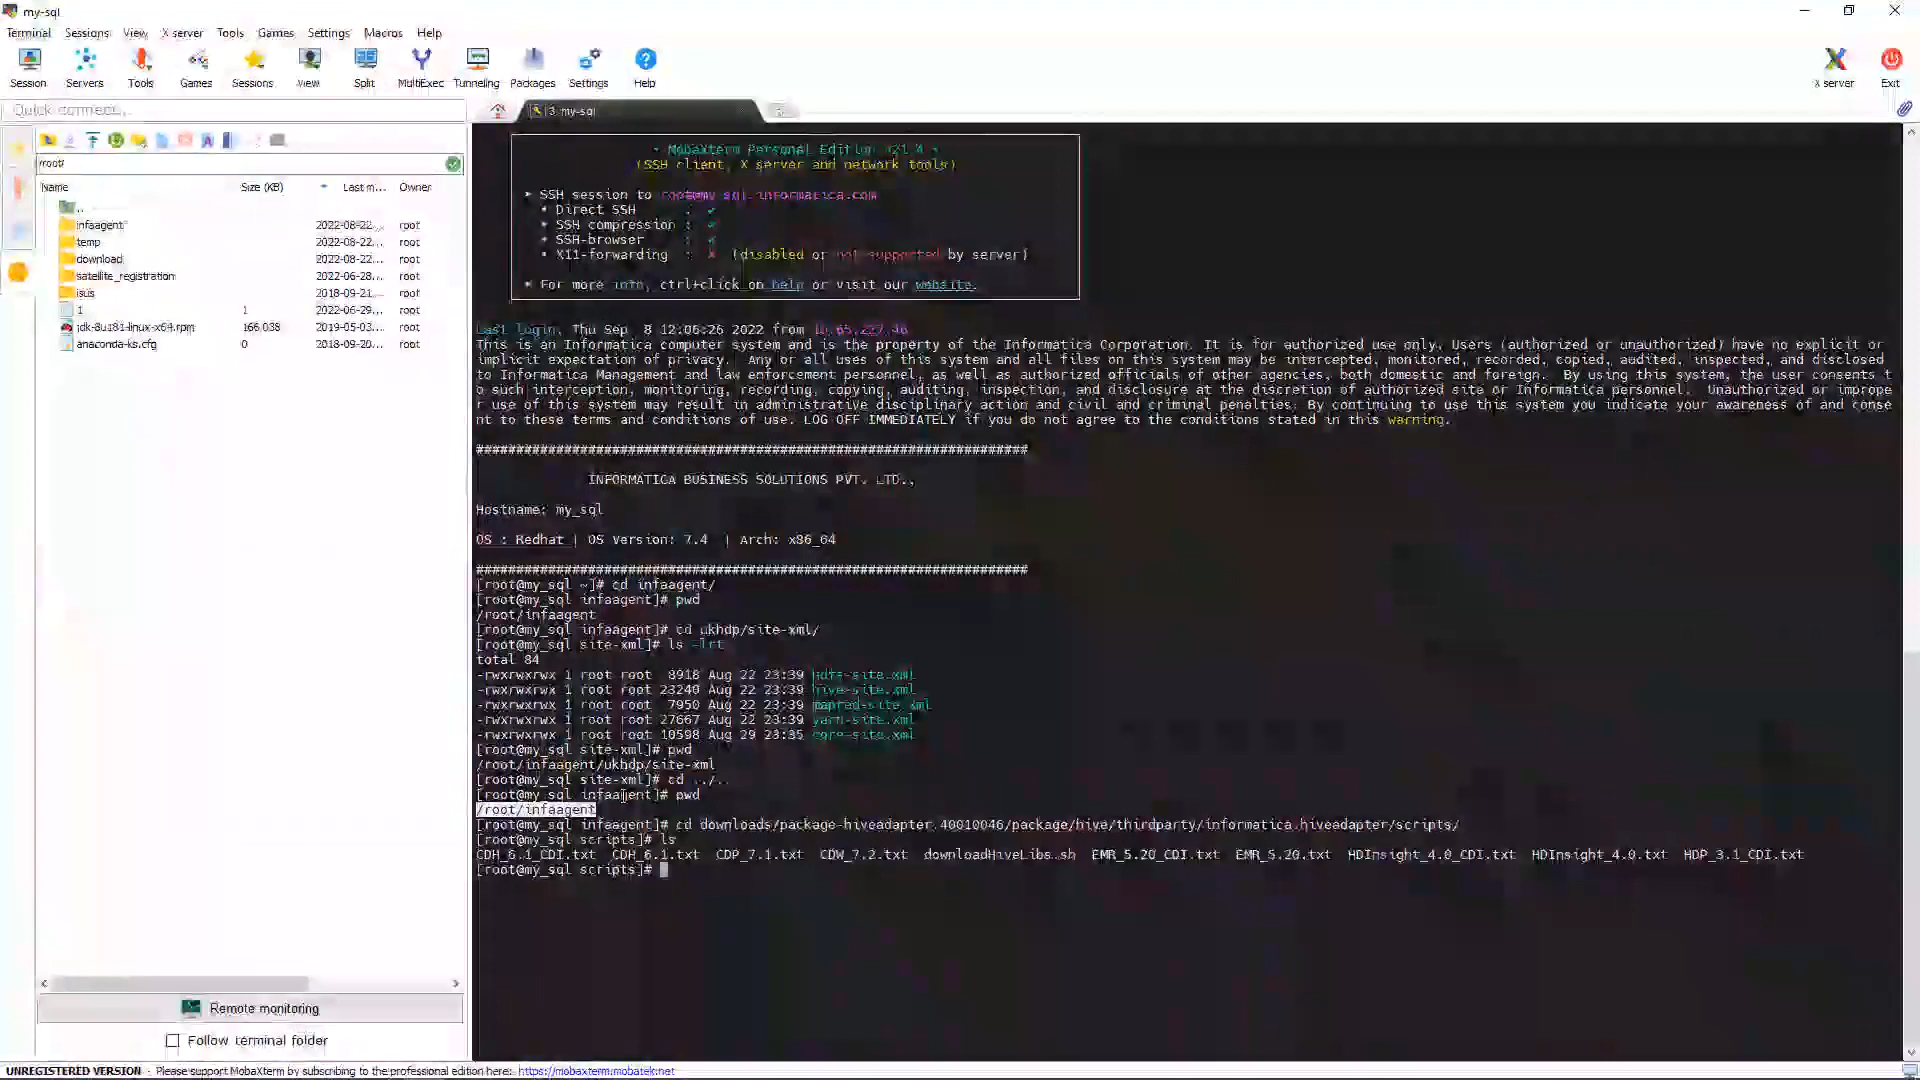 my-sql
Terminal Sessions View X server Tools Games Settings Macros Help
Session Servers Tools Games Sessions View Split MultiExec Tunneling Packages Settings Help X server Exit
Quick connect...
3. my-sql
/root/
Name Size (KB) Last m... Owner
..
infaagent 2022-08-22... root
temp 2022-08-22... root
download 2022-08-22... root
satellite_registration 2022-06-28... root
isus 2018-09-21... root
1 1 2022-06-29... root
jdk-8u181-linux-x64.rpm 166 038 2019-05-03... root
anaconda-ks.cfg 0 2018-09-20... root
Remote monitoring
Follow terminal folder
MobaXterm Personal Edition
(SSH client, X server and network tools)
SSH session to root@my_sql.informatica.com
Direct SSH :
SSH compression :
SSH-browser :
X11-forwarding : (disabled or not supported by server)
For more info, ctrl+click on help or visit our website.
Last login: Thu Sep 8 12:06:26 2022 from
This is an Informatica computer system and is the property of the Informatica Corporation. It is for authorized use only. Users (authorized or unauthorized) have no explicit or
implicit expectation of privacy. Any or all uses of this system and all files on this system may be intercepted, monitored, recorded, copied, audited, inspected, and disclosed
to Informatica Management and law enforcement personnel, as well as authorized officials of other agencies, both domestic and foreign. By using this system, the user consents t
o such interception, monitoring, recording, copying, auditing, inspection, and disclosure at the discretion of authorized site or Informatica personnel. Unauthorized or imprope
r use of this system may result in administrative disciplinary action and civil and criminal penalties. By continuing to use this system you indicate your awareness of and conse
nt to these terms and conditions of use. LOG OFF IMMEDIATELY if you do not agree to the conditions stated in this warning.
#####################################################################
INFORMATICA BUSINESS SOLUTIONS PVT. LTD.,
Hostname: my_sql
OS : Redhat | OS Version: 7.4 | Arch: x86_64
#####################################################################
[root@my_sql ~]# cd infaagent/
[root@my_sql infaagent]# pwd
/root/infaagent
[root@my_sql infaagent]# cd ukhdp/site-xml/
[root@my_sql site-xml]# ls -lrt
total 84
-rwxrwxrwx 1 root root 8918 Aug 22 23:39 hdfs-site.xml
-rwxrwxrwx 1 root root 23240 Aug 22 23:39 hive-site.xml
-rwxrwxrwx 1 root root 7950 Aug 22 23:39 mapred-site.xml
-rwxrwxrwx 1 root root 27667 Aug 22 23:39 yarn-site.xml
-rwxrwxrwx 1 root root 10598 Aug 29 23:35 core-site.xml
[root@my_sql site-xml]# pwd
/root/infaagent/ukhdp/site-xml
[root@my_sql site-xml]# cd ../..
[root@my_sql infaagent]# pwd
/root/infaagent
[root@my_sql infaagent]# cd downloads/package-hiveadapter.40010046/package/hive/thirdparty/informatica.hiveadapter/scripts/
[root@my_sql scripts]# ls
CDH_6.1_CDI.txt CDH_6.1.txt CDP_7.1.txt CDW_7.2.txt downloadHiveLibs.sh EMR_5.20_CDI.txt EMR_5.20.txt HDInsight_4.0_CDI.txt HDInsight_4.0.txt HDP_3.1_CDI.txt
[root@my_sql scripts]#
UNREGISTERED VERSION - Please support MobaXterm by subscribing to the professional edition here: https://mobaxterm.mobatek.net